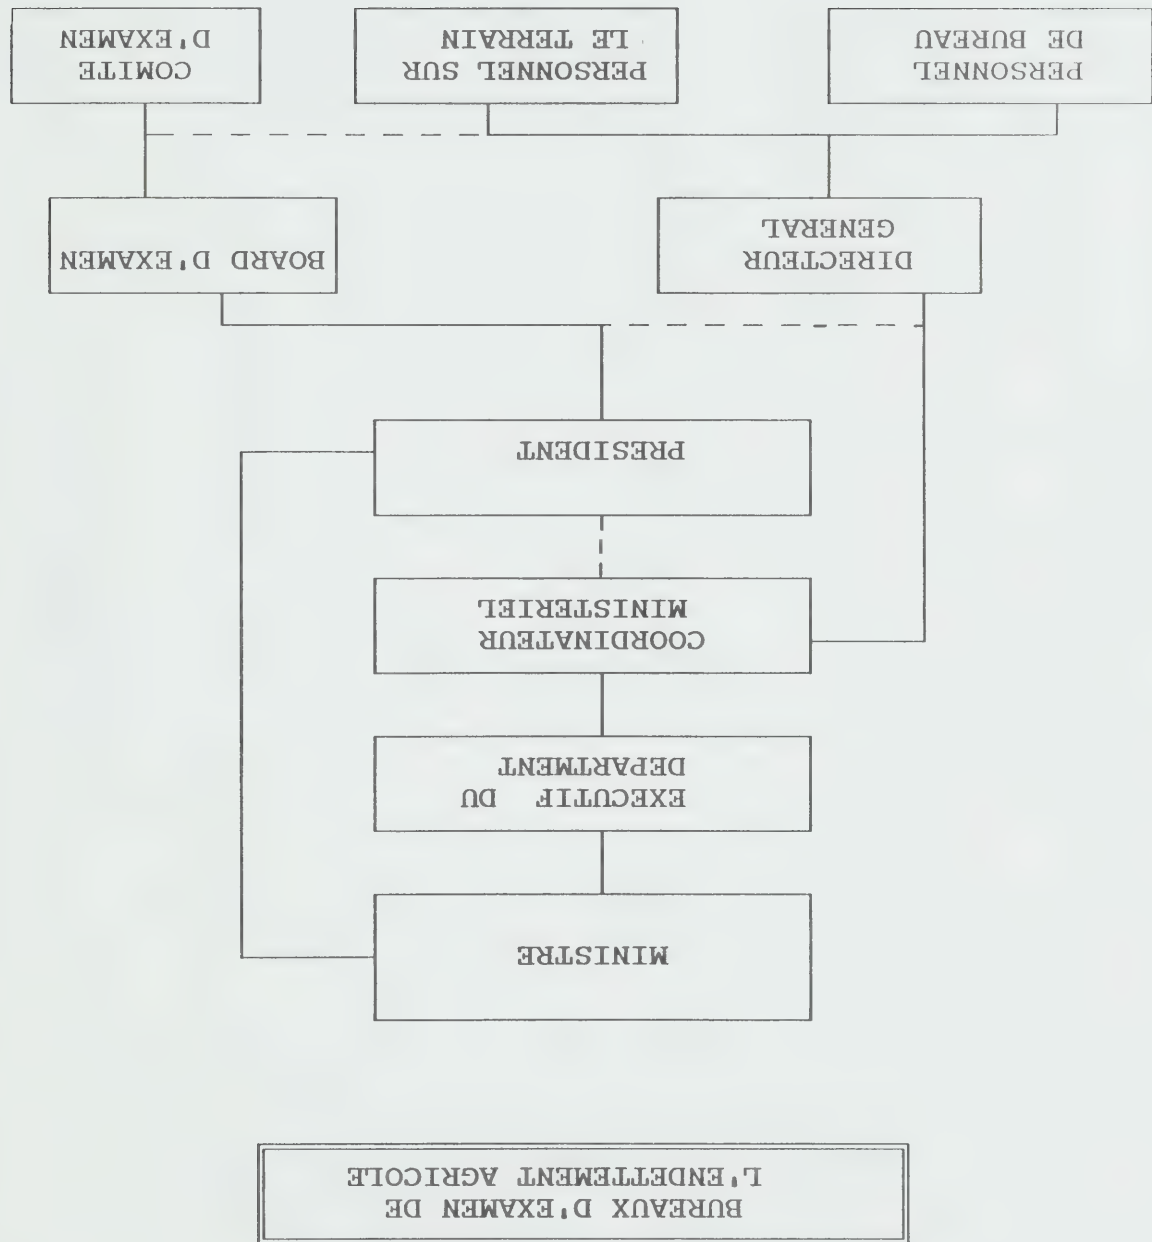 BUREAUX D'EXAMEN DE
L'ENDETTEMENT AGRICOLE
MINISTRE
EXECUTIF DU
DEPARTMENT
COORDINATEUR
MINISTERIEL
PRESIDENT
DIRECTEUR
GENERAL
BOARD D'EXAMEN
PERSONNEL
DE BUREAU
PERSONNEL SUR
LE TERRAIN
COMITE
D'EXAMEN